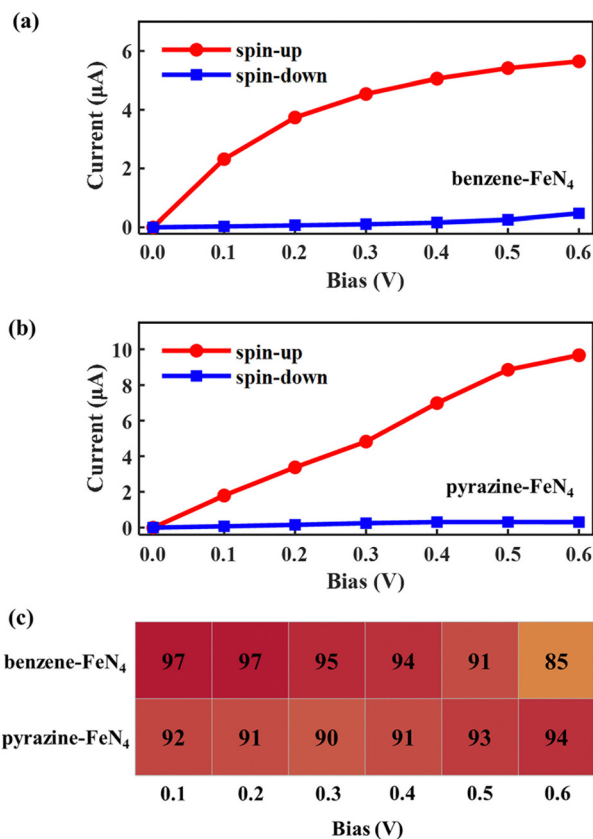 (a)
6
4
2
0
Current (µA)
spin-up
spin-down
benzene-FeN₄
0.0 0.1 0.2 0.3 0.4 0.5 0.6
Bias (V)
(b)
10
8
6
4
2
0
Current (µA)
spin-up
spin-down
pyrazine-FeN₄
0.0 0.1 0.2 0.3 0.4 0.5 0.6
Bias (V)
(c)
benzene-FeN₄ 97 97 95 94 91 85
pyrazine-FeN₄ 92 91 90 91 93 94
0.1 0.2 0.3 0.4 0.5 0.6
Bias (V)